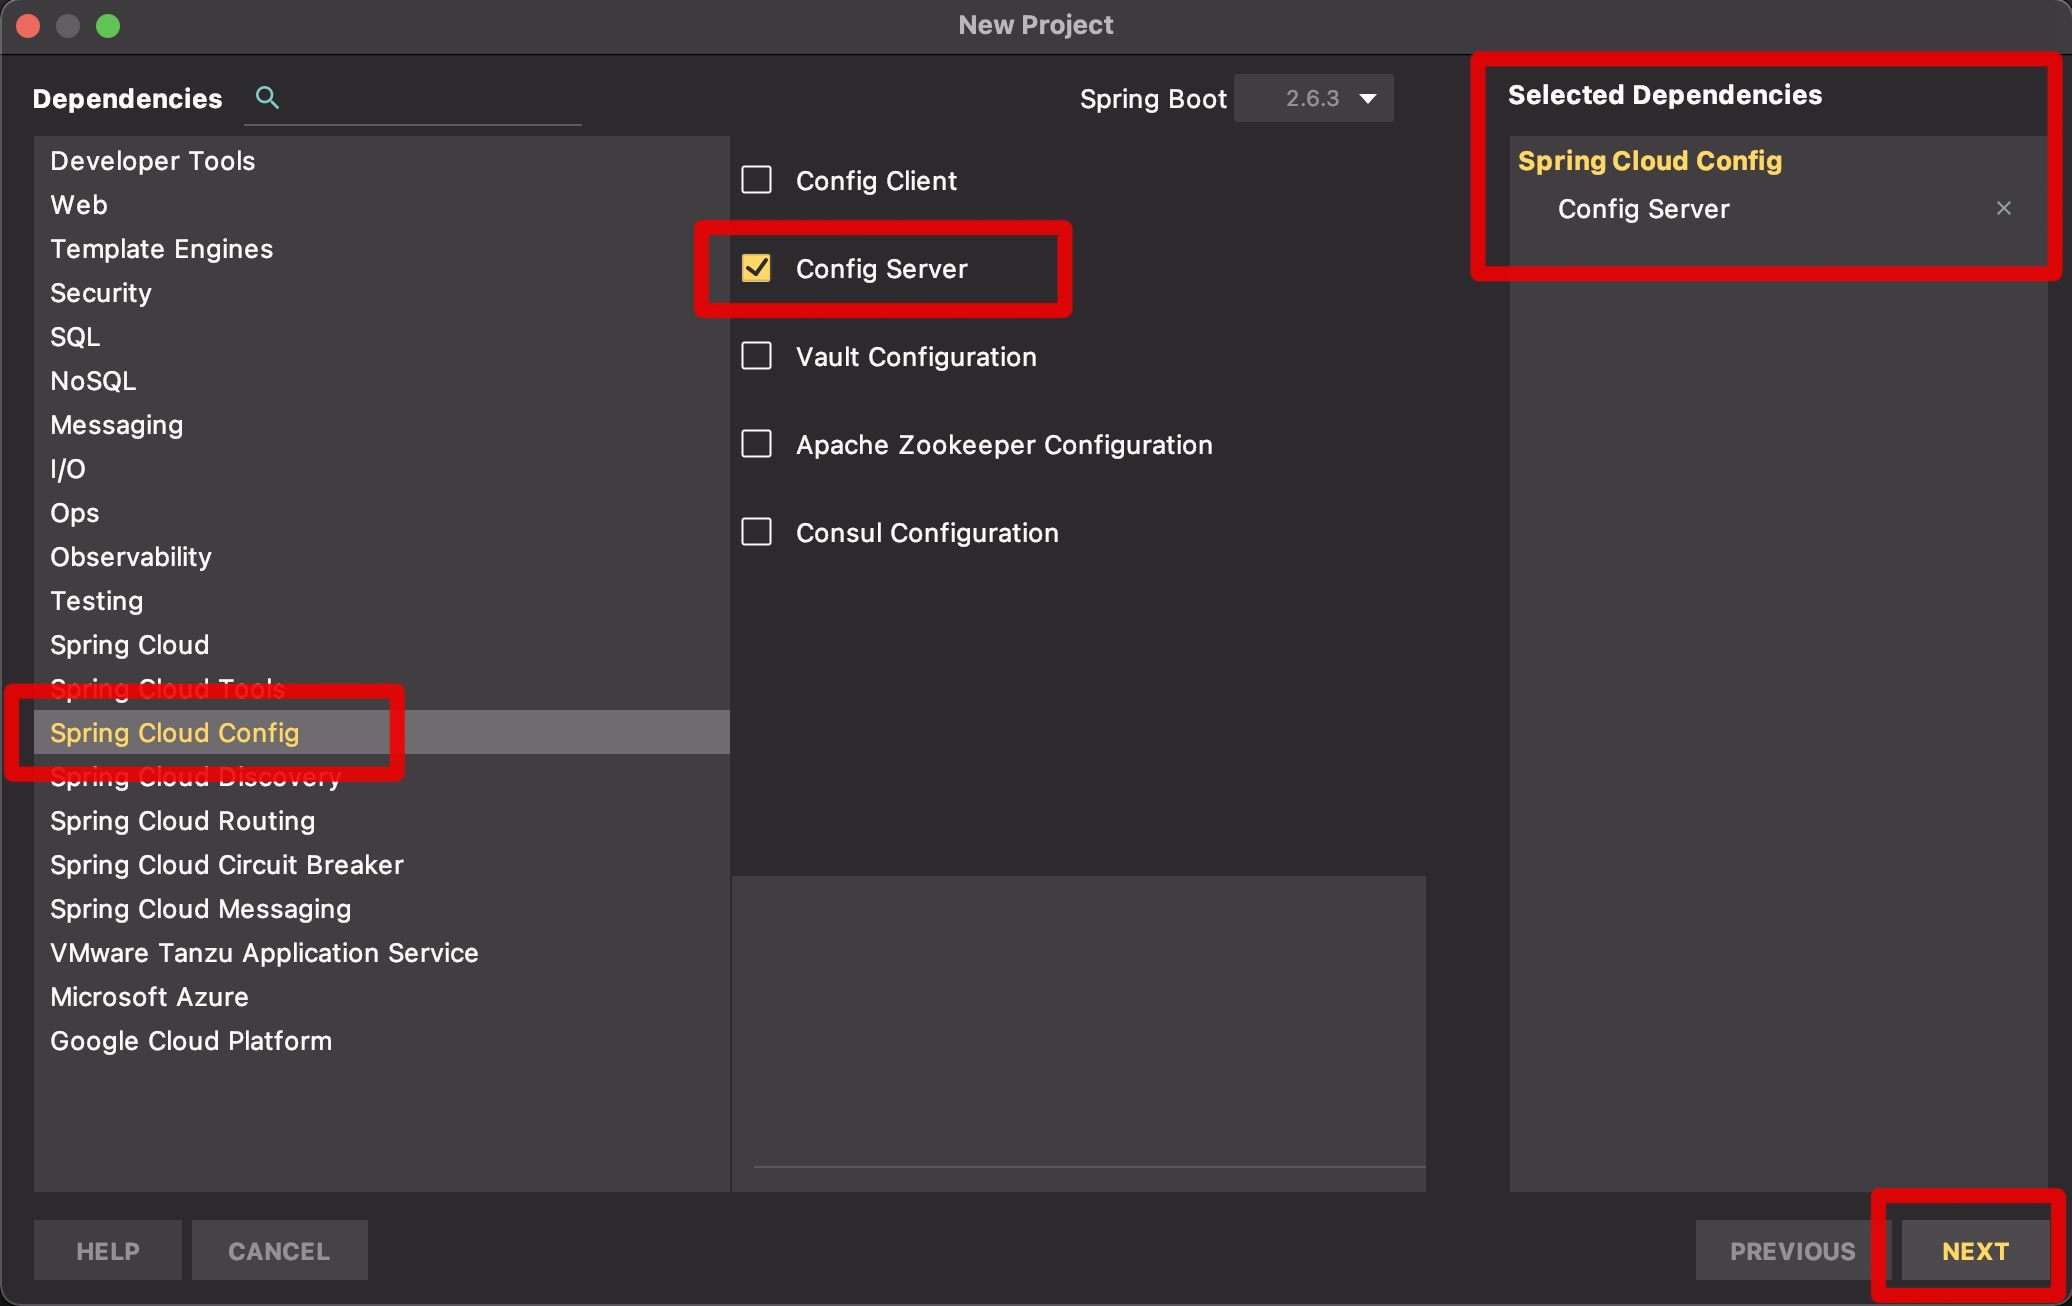 New Project
Dependencies
Spring Boot 2.6.3
Selected Dependencies
Developer Tools
Web
Template Engines
Security
SQL
NoSQL
Messaging
I/O
Ops
Observability
Testing
Spring Cloud
Spring Cloud Tools
Spring Cloud Config
Spring Cloud Discovery
Spring Cloud Routing
Spring Cloud Circuit Breaker
Spring Cloud Messaging
VMware Tanzu Application Service
Microsoft Azure
Google Cloud Platform
Config Client
Config Server
Vault Configuration
Apache Zookeeper Configuration
Consul Configuration
Spring Cloud Config
Config Server
HELP
CANCEL
PREVIOUS
NEXT